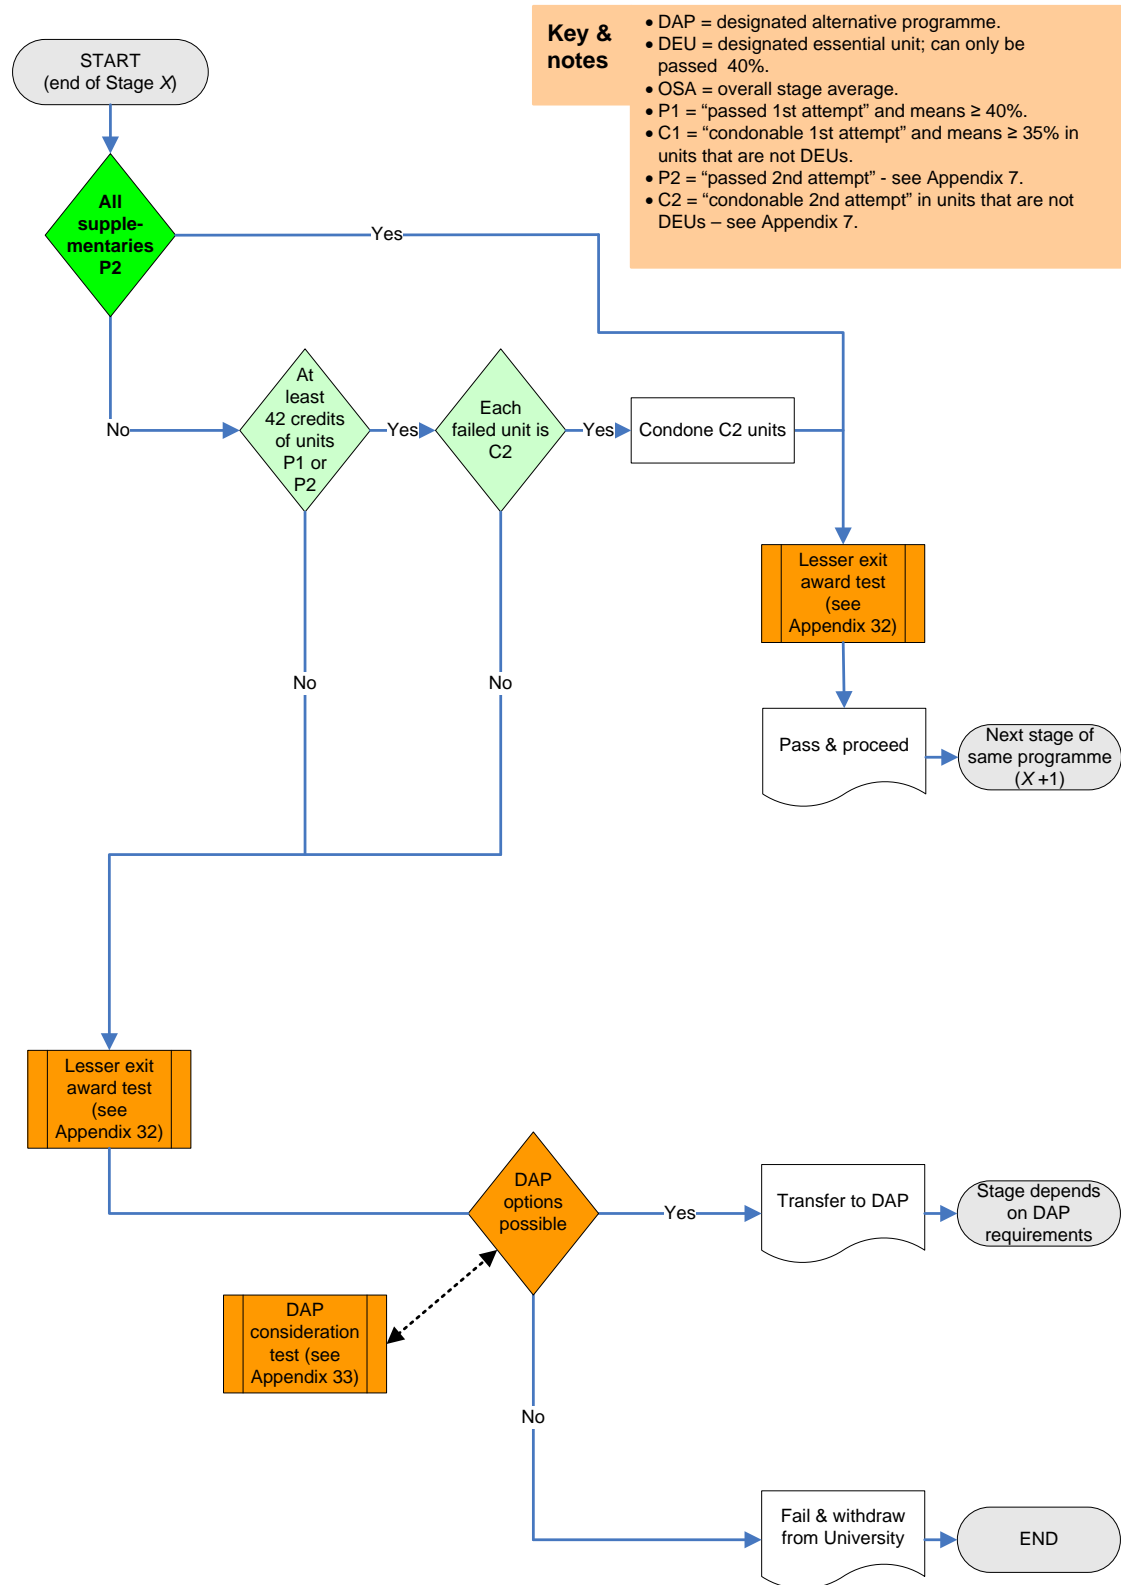 Key &
notes
• DAP = designated alternative programme.
• DEU = designated essential unit; can only be
passed  40%.
• OSA = overall stage average.
• P1 = “passed 1st attempt” and means ≥ 40%.
• C1 = “condonable 1st attempt” and means ≥ 35% in
units that are not DEUs.
• P2 = “passed 2nd attempt” - see Appendix 7.
• C2 = “condonable 2nd attempt” in units that are not
DEUs – see Appendix 7.
START
(end of Stage X)
All
supple-
mentaries
P2
Yes
No
At
least
42 credits
of units
P1 or
P2
Yes
Each
failed unit is
C2
Yes
Condone C2 units
Lesser exit
award test
(see
Appendix 32)
No
No
Pass & proceed
Next stage of
same programme
(X +1)
Lesser exit
award test
(see
Appendix 32)
DAP
options
possible
Yes
Transfer to DAP
Stage depends
on DAP
requirements
DAP
consideration
test (see
Appendix 33)
No
Fail & withdraw
from University
END